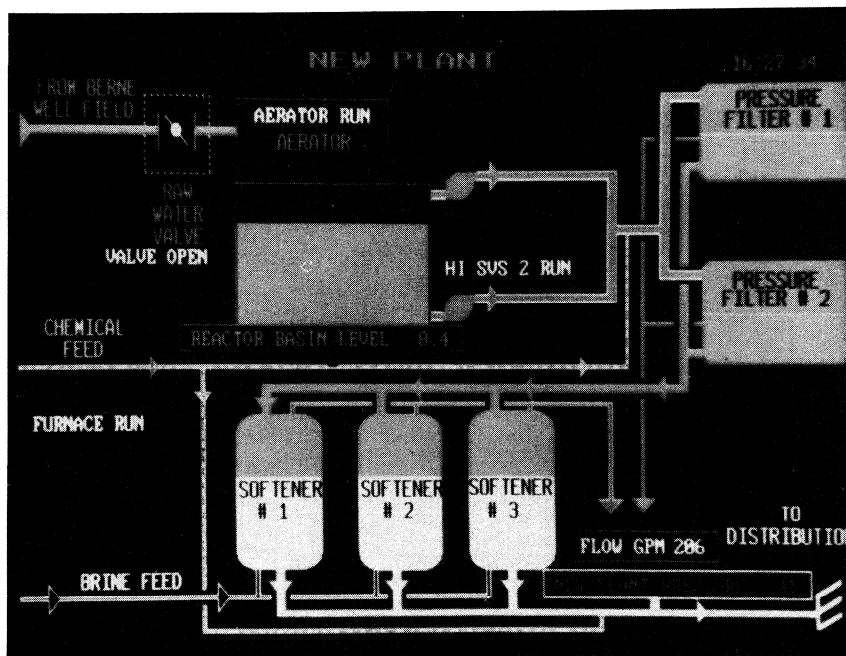 NEW PLANT
16:27:34
FROM BERNE
WELL FIELD
AERATOR RUN
AERATOR
PRESSURE
FILTER # 1
RAW
WATER
VALVE
VALVE OPEN
HI SVS 2 RUN
PRESSURE
FILTER # 2
CHEMICAL
FEED
REACTOR BASIN LEVEL 8.4
FURNACE RUN
SOFTENER
# 1
SOFTENER
# 2
SOFTENER
# 3
FLOW GPM 206
TO
DISTRIBUTION
BRINE FEED